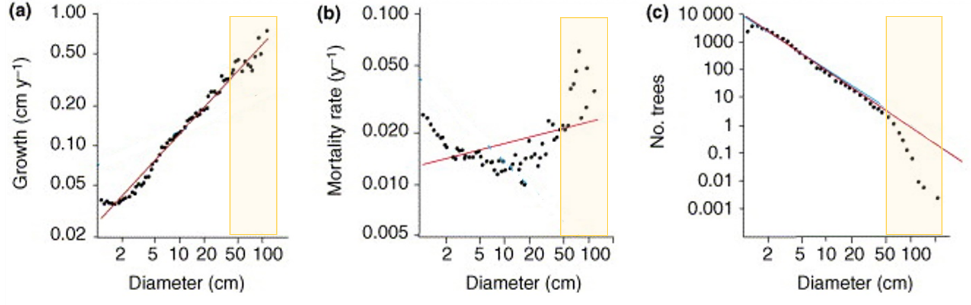 (a)
Growth (cm y⁻¹)
1.00
0.50
0.20
0.10
0.05
0.02
2 5 10 20 50 100
Diameter (cm)
(b)
Mortality rate (y⁻¹)
0.100
0.050
0.020
0.010
0.005
2 5 10 20 50 100
Diameter (cm)
(c)
No. trees
10 000
1000
100
10
1
0.1
0.01
0.001
2 5 10 20 50 100
Diameter (cm)